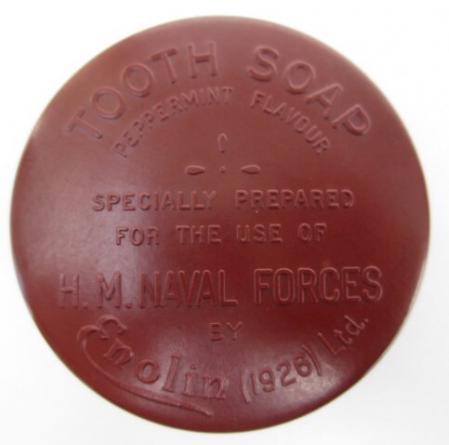 TOOTH SOAP
PEPPERMINT FLAVOUR
SPECIALLY PREPARED
FOR THE USE OF
H.M. NAVAL FORCES
BY
Enolin (1926) Ltd.